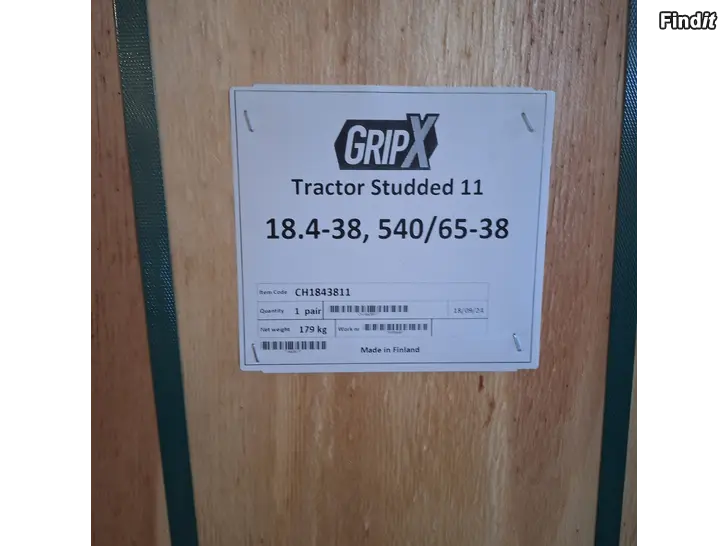 Findit
GRIPX
Tractor Studded 11
18.4-38, 540/65-38
Item Code CH1843811
Quantity 1 pair
Net weight 179 kg Work nr
Made in Finland